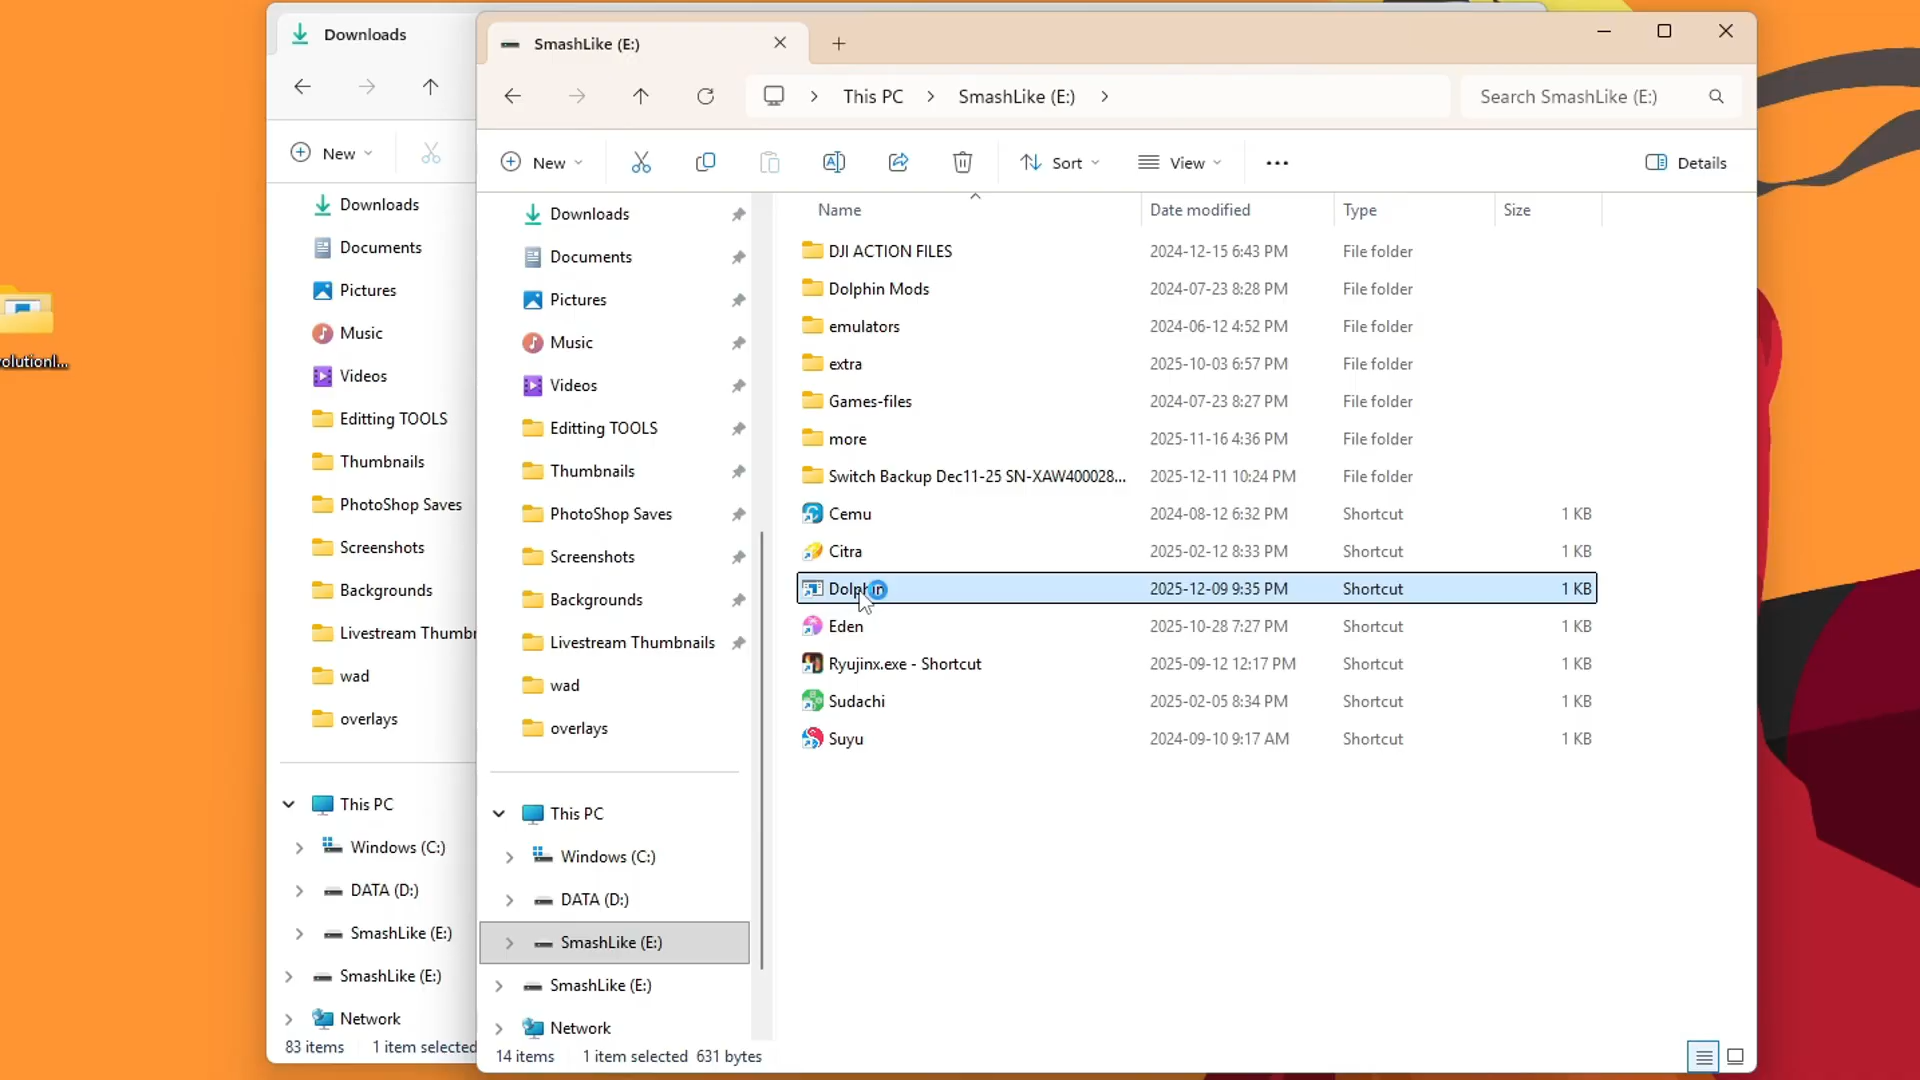 Downloads
New
Downloads
Documents
Pictures
Music
Videos
Editting TOOLS
Thumbnails
PhotoShop Saves
Screenshots
Backgrounds
Livestream Thumbn
wad
overlays
This PC
Windows (C:)
DATA (D:)
SmashLike (E:)
SmashLike (E:)
Network
83 items 1 item selected
olutionl...
SmashLike (E:)
This PC > SmashLike (E:) >
Search SmashLike (E:)
New
Sort
View
Details
Downloads
Documents
Pictures
Music
Videos
Editting TOOLS
Thumbnails
PhotoShop Saves
Screenshots
Backgrounds
Livestream Thumbnails
wad
overlays
This PC
Windows (C:)
DATA (D:)
SmashLike (E:)
SmashLike (E:)
Network
Name Date modified Type Size
DJI ACTION FILES 2024-12-15 6:43 PM File folder
Dolphin Mods 2024-07-23 8:28 PM File folder
emulators 2024-06-12 4:52 PM File folder
extra 2025-10-03 6:57 PM File folder
Games-files 2024-07-23 8:27 PM File folder
more 2025-11-16 4:36 PM File folder
Switch Backup Dec11-25 SN-XAW400028... 2025-12-11 10:24 PM File folder
Cemu 2024-08-12 6:32 PM Shortcut 1 KB
Citra 2025-02-12 8:33 PM Shortcut 1 KB
Dolphin 2025-12-09 9:35 PM Shortcut 1 KB
Eden 2025-10-28 7:27 PM Shortcut 1 KB
Ryujinx.exe - Shortcut 2025-09-12 12:17 PM Shortcut 1 KB
Sudachi 2025-02-05 8:34 PM Shortcut 1 KB
Suyu 2024-09-10 9:17 AM Shortcut 1 KB
14 items 1 item selected 631 bytes